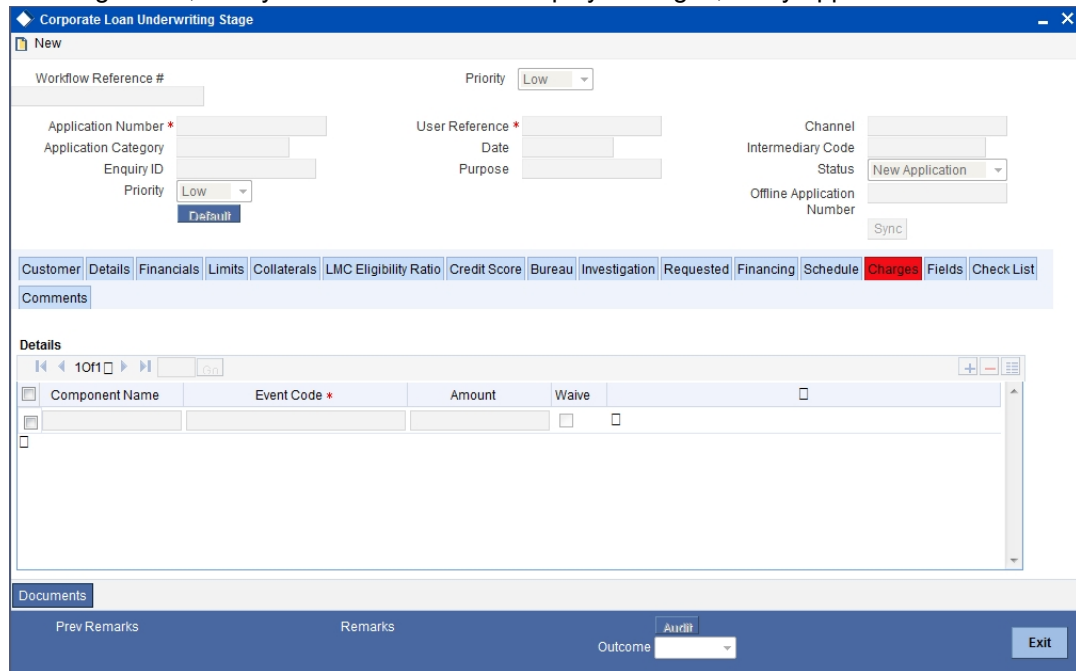 Corporate Loan Underwriting Stage
New
Workflow Reference # Priority Low
Application Number * User Reference * Channel
Application Category Date Intermediary Code
Enquiry ID Purpose Status New Application
Priority Low Offline Application
Number
Default
Sync
Customer Details Financials Limits Collaterals LMC Eligibility Ratio Credit Score Bureau Investigation Requested Financing Schedule Charges Fields Check List
Comments
Details
1Of1 Go
Component Name Event Code * Amount Waive
Documents
Prev Remarks Remarks Audit
Outcome Exit